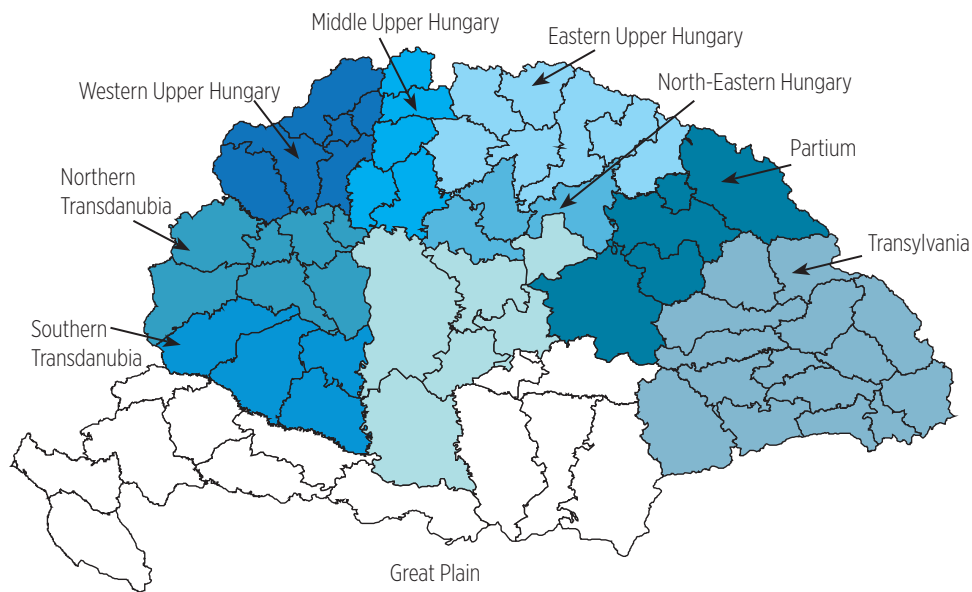 Middle Upper Hungary
Eastern Upper Hungary
North-Eastern Hungary
Western Upper Hungary
Partium
Northern
Transdanubia
Transylvania
Southern
Transdanubia
Great Plain